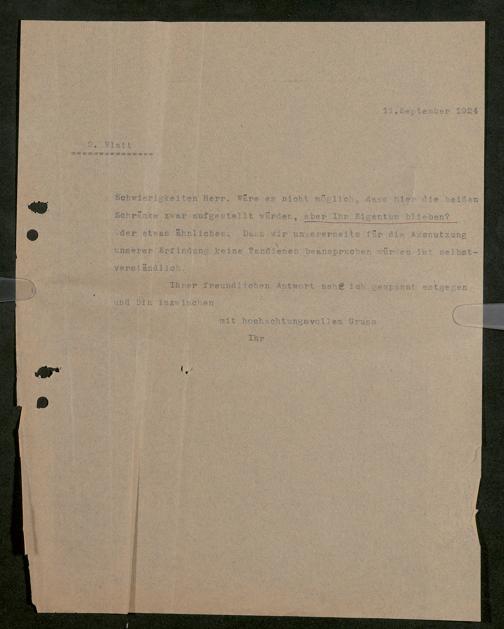 11.September 1924
2. Blatt
Schwierigkeiten Herr. Wäre es nicht möglich, dass hier die beiden
Schränke zwar aufgestellt würden, aber Ihr Eigentum blieben?
oder etwas Ähnliches. Dass wir unsererseits für die Ausnutzung
unserer Erfindung keine Tantiemen beanspruchen würden ist selbst-
verständlich.
Ihrer freundlichen Antwort sehe ich gespannt entgegen
und bin inzwischen
mit hochachtungsvollem Gruss
Ihr